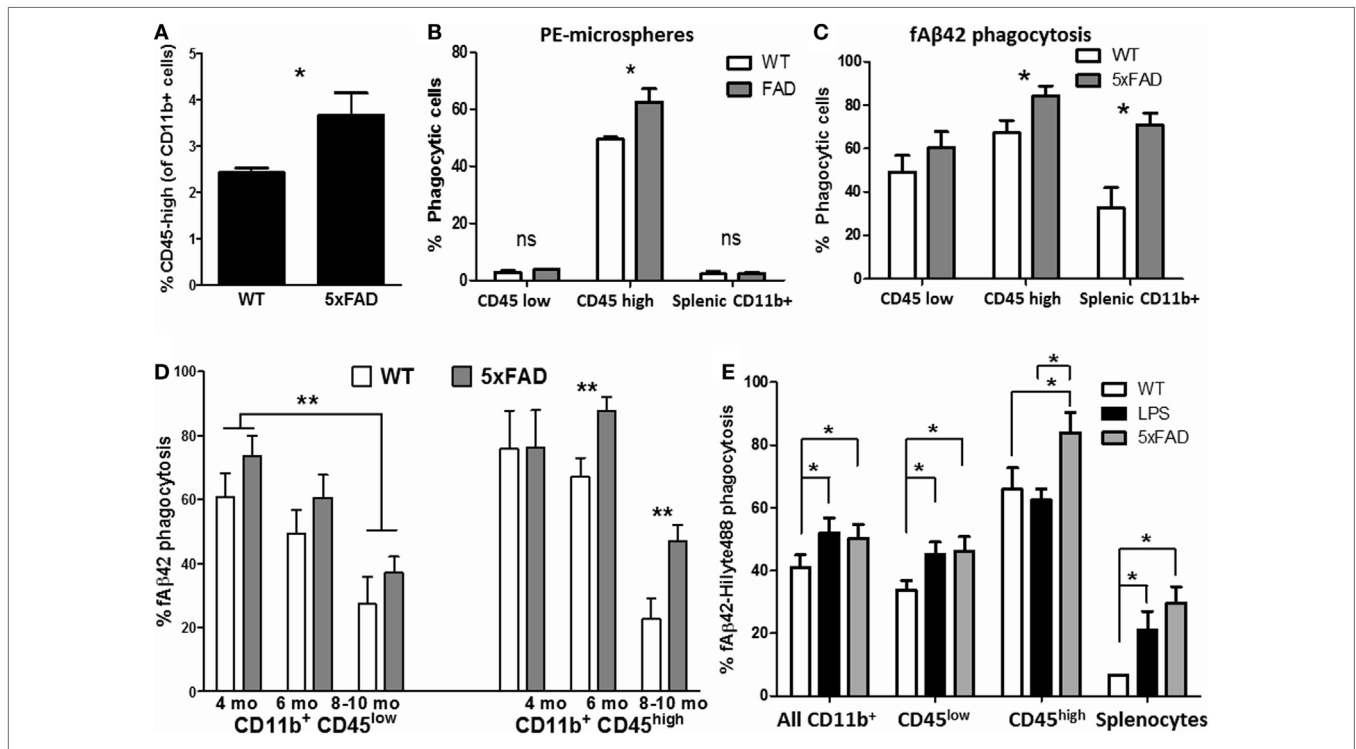 A
% CD45-high (of CD11b+ cells)
5
4
3
2
1
0
*
WT
5xFAD
B
PE-microspheres
% Phagocytic cells
80
60
40
20
0
WT
FAD
ns
*
ns
CD45 low
CD45 high
Splenic CD11b+
C
fAβ42 phagocytosis
% Phagocytic cells
100
80
60
40
20
0
WT
5xFAD
*
*
CD45 low
CD45 high
Splenic CD11b+
D
% fAβ42 phagocytosis
100
80
60
40
20
0
WT
5xFAD
**
**
**
4 mo 6 mo 8-10 mo
CD11b+ CD45low
4 mo 6 mo 8-10 mo
CD11b+ CD45high
E
% fAβ42-Hilyte488 phagocytosis
100
80
60
40
20
0
WT
LPS
5xFAD
*
*
*
*
*
*
*
*
All CD11b+
CD45low
CD45high
Splenocytes